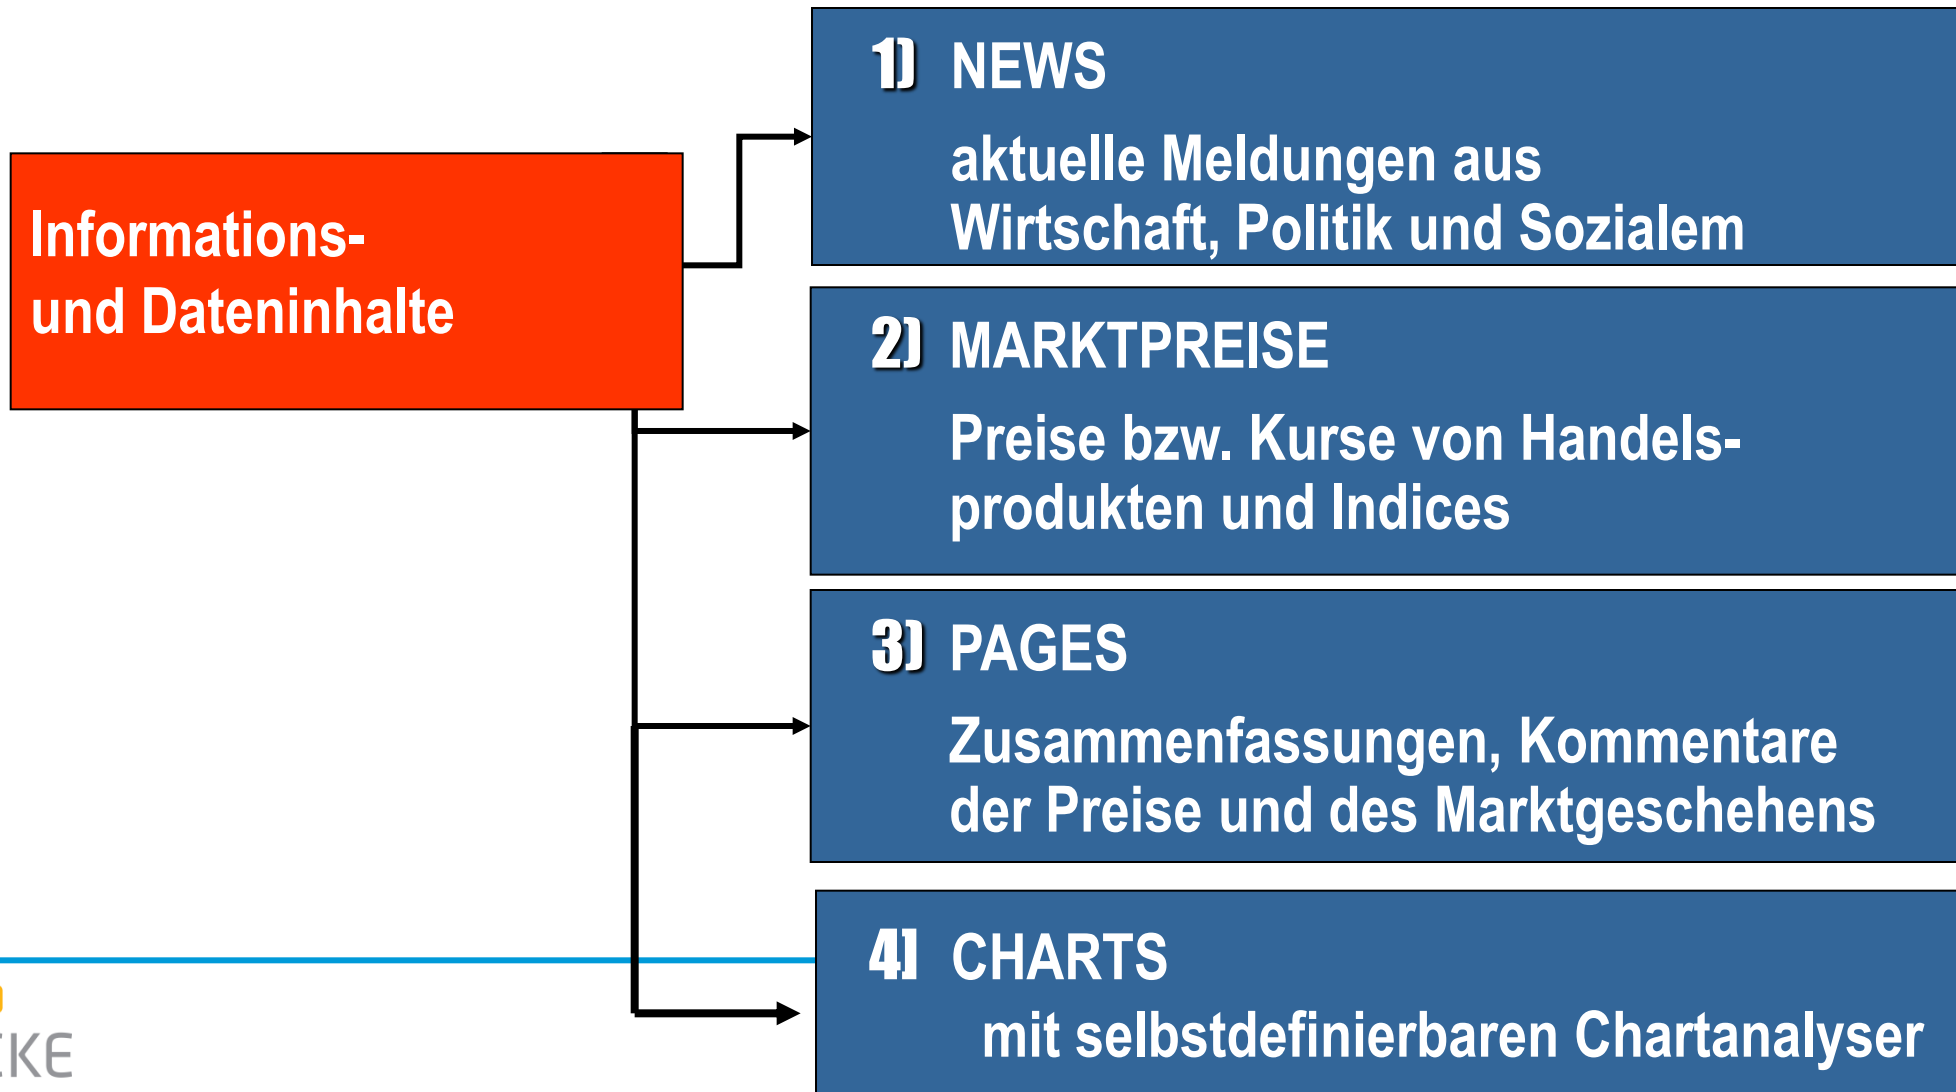 Informations-
und Dateninhalte
1) NEWS
aktuelle Meldungen aus
Wirtschaft, Politik und Sozialem
2) MARKTPREISE
Preise bzw. Kurse von Handels-
produkten und Indices
3) PAGES
Zusammenfassungen, Kommentare
der Preise und des Marktgeschehens
4) CHARTS
mit selbstdefinierbaren